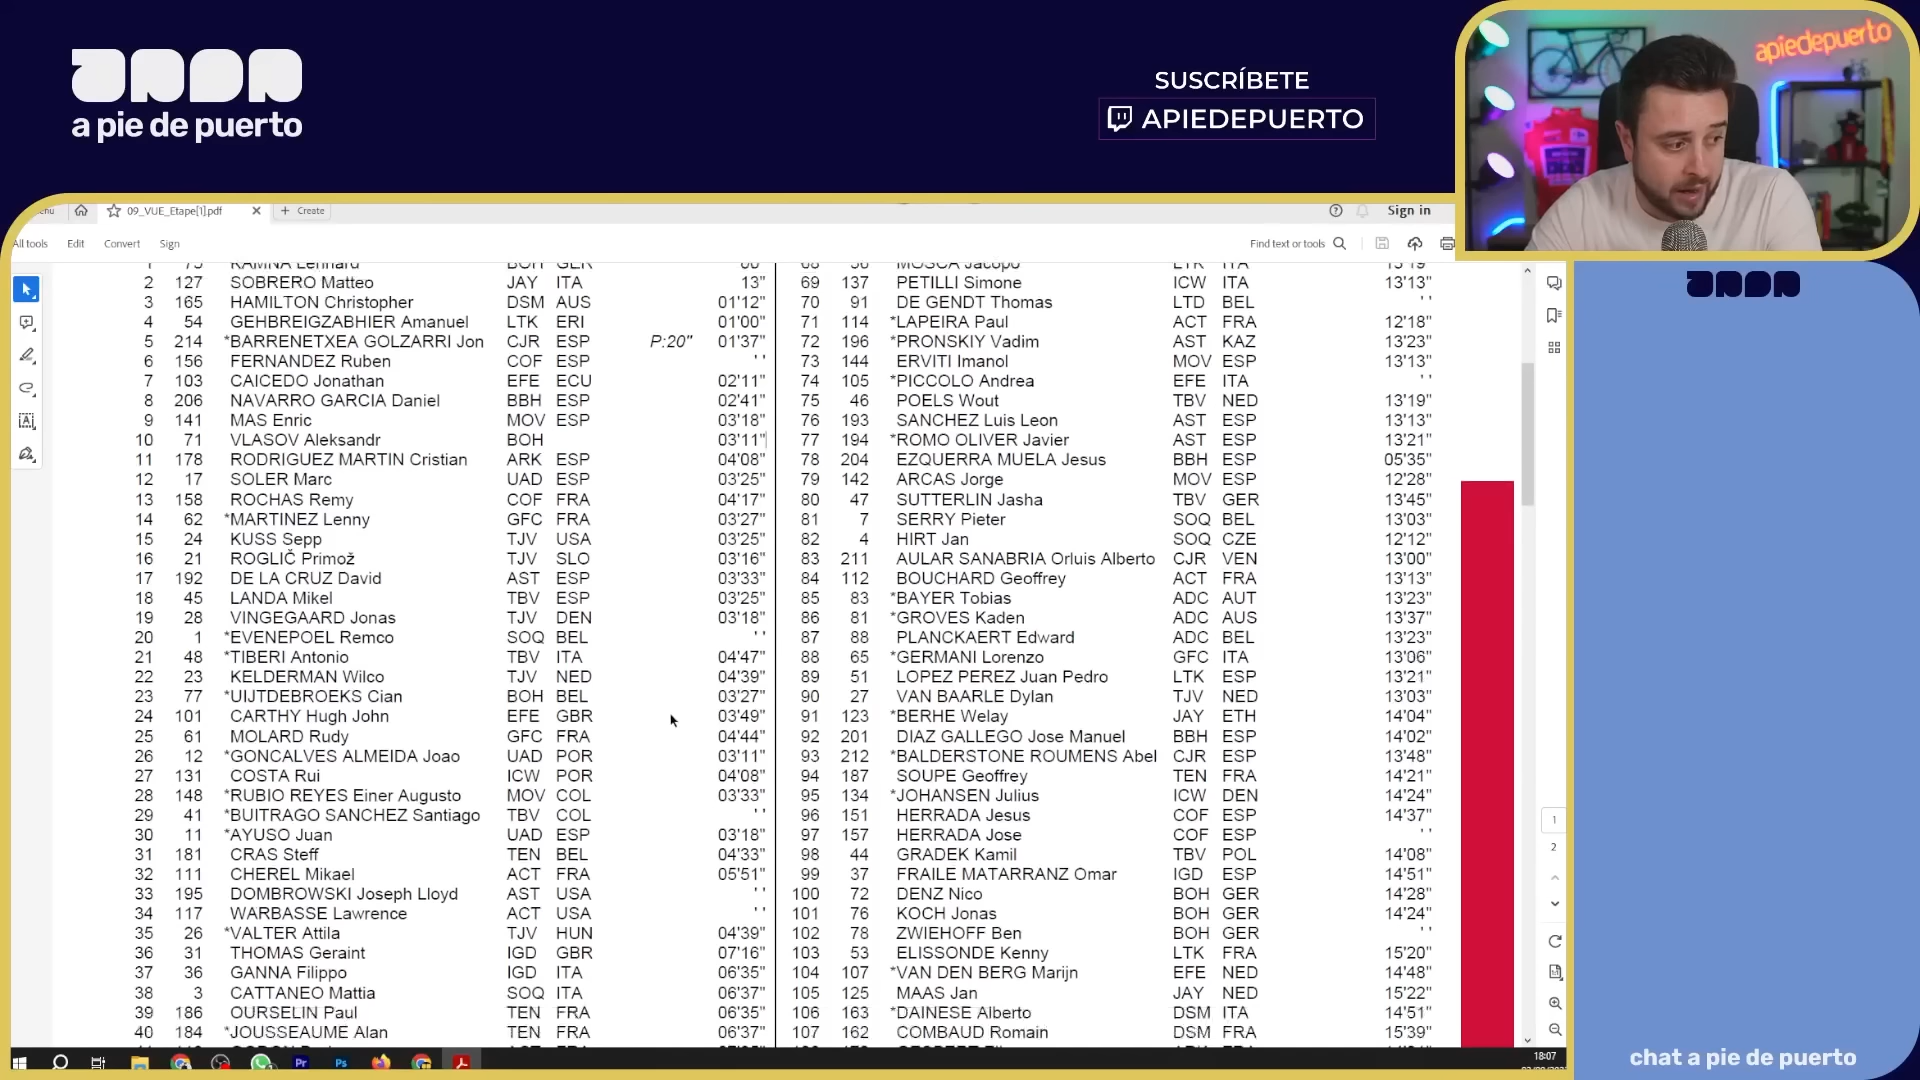 a pie de puerto
SUSCRÍBETE
APIEDEPUERTO
apiedepuerto
09_VUE_Etape[1].pdf
Create
Sign in
All tools Edit Convert Sign
Find text or tools
1 75 KAMNA Lennard BOH GER 00"
2 127 SOBRERO Matteo JAY ITA 13"
3 165 HAMILTON Christopher DSM AUS 01'12"
4 54 GEHBREIGZABHIER Amanuel LTK ERI 01'00"
5 214 *BARRENETXEA GOLZARRI Jon CJR ESP P:20" 01'37"
6 156 FERNANDEZ Ruben COF ESP ' '
7 103 CAICEDO Jonathan EFE ECU 02'11"
8 206 NAVARRO GARCIA Daniel BBH ESP 02'41"
9 141 MAS Enric MOV ESP 03'18"
10 71 VLASOV Aleksandr BOH 03'11"
11 178 RODRIGUEZ MARTIN Cristian ARK ESP 04'08"
12 17 SOLER Marc UAD ESP 03'25"
13 158 ROCHAS Remy COF FRA 04'17"
14 62 *MARTINEZ Lenny GFC FRA 03'27"
15 24 KUSS Sepp TJV USA 03'25"
16 21 ROGLIČ Primož TJV SLO 03'16"
17 192 DE LA CRUZ David AST ESP 03'33"
18 45 LANDA Mikel TBV ESP 03'25"
19 28 VINGEGAARD Jonas TJV DEN 03'18"
20 1 *EVENEPOEL Remco SOQ BEL ' '
21 48 *TIBERI Antonio TBV ITA 04'47"
22 23 KELDERMAN Wilco TJV NED 04'39"
23 77 *UIJTDEBROEKS Cian BOH BEL 03'27"
24 101 CARTHY Hugh John EFE GBR 03'49"
25 61 MOLARD Rudy GFC FRA 04'44"
26 12 *GONCALVES ALMEIDA Joao UAD POR 03'11"
27 131 COSTA Rui ICW POR 04'08"
28 148 *RUBIO REYES Einer Augusto MOV COL 03'33"
29 41 *BUITRAGO SANCHEZ Santiago TBV COL ' '
30 11 *AYUSO Juan UAD ESP 03'18"
31 181 CRAS Steff TEN BEL 04'33"
32 111 CHEREL Mikael ACT FRA 05'51"
33 195 DOMBROWSKI Joseph Lloyd AST USA ' '
34 117 WARBASSE Lawrence ACT USA ' '
35 26 *VALTER Attila TJV HUN 04'39"
36 31 THOMAS Geraint IGD GBR 07'16"
37 36 GANNA Filippo IGD ITA 06'35"
38 3 CATTANEO Mattia SOQ ITA 06'37"
39 186 OURSELIN Paul TEN FRA 06'35"
40 184 *JOUSSEAUME Alan TEN FRA 06'37"
68 56 MOSCA Jacopo LTK ITA 13'19"
69 137 PETILLI Simone ICW ITA 13'13"
70 91 DE GENDT Thomas LTD BEL ' '
71 114 *LAPEIRA Paul ACT FRA 12'18"
72 196 *PRONSKIY Vadim AST KAZ 13'23"
73 144 ERVITI Imanol MOV ESP 13'13"
74 105 *PICCOLO Andrea EFE ITA ' '
75 46 POELS Wout TBV NED 13'19"
76 193 SANCHEZ Luis Leon AST ESP 13'13"
77 194 *ROMO OLIVER Javier AST ESP 13'21"
78 204 EZQUERRA MUELA Jesus BBH ESP 05'35"
79 142 ARCAS Jorge MOV ESP 12'28"
80 47 SUTTERLIN Jasha TBV GER 13'45"
81 7 SERRY Pieter SOQ BEL 13'03"
82 4 HIRT Jan SOQ CZE 12'12"
83 211 AULAR SANABRIA Orluis Alberto CJR VEN 13'00"
84 112 BOUCHARD Geoffrey ACT FRA 13'13"
85 83 *BAYER Tobias ADC AUT 13'23"
86 81 *GROVES Kaden ADC AUS 13'37"
87 88 PLANCKAERT Edward ADC BEL 13'23"
88 65 *GERMANI Lorenzo GFC ITA 13'06"
89 51 LOPEZ PEREZ Juan Pedro LTK ESP 13'21"
90 27 VAN BAARLE Dylan TJV NED 13'03"
91 123 *BERHE Welay JAY ETH 14'04"
92 201 DIAZ GALLEGO Jose Manuel BBH ESP 14'02"
93 212 *BALDERSTONE ROUMENS Abel CJR ESP 13'48"
94 187 SOUPE Geoffrey TEN FRA 14'21"
95 134 *JOHANSEN Julius ICW DEN 14'24"
96 151 HERRADA Jesus COF ESP 14'37"
97 157 HERRADA Jose COF ESP ' '
98 44 GRADEK Kamil TBV POL 14'08"
99 37 FRAILE MATARRANZ Omar IGD ESP 14'51"
100 72 DENZ Nico BOH GER 14'28"
101 76 KOCH Jonas BOH GER 14'24"
102 78 ZWIEHOFF Ben BOH GER ' '
103 53 ELISSONDE Kenny LTK FRA 15'20"
104 107 *VAN DEN BERG Marijn EFE NED 14'48"
105 125 MAAS Jan JAY NED 15'22"
106 163 *DAINESE Alberto DSM ITA 14'51"
107 162 COMBAUD Romain DSM FRA 15'39"
1
2
18:07
chat a pie de puerto